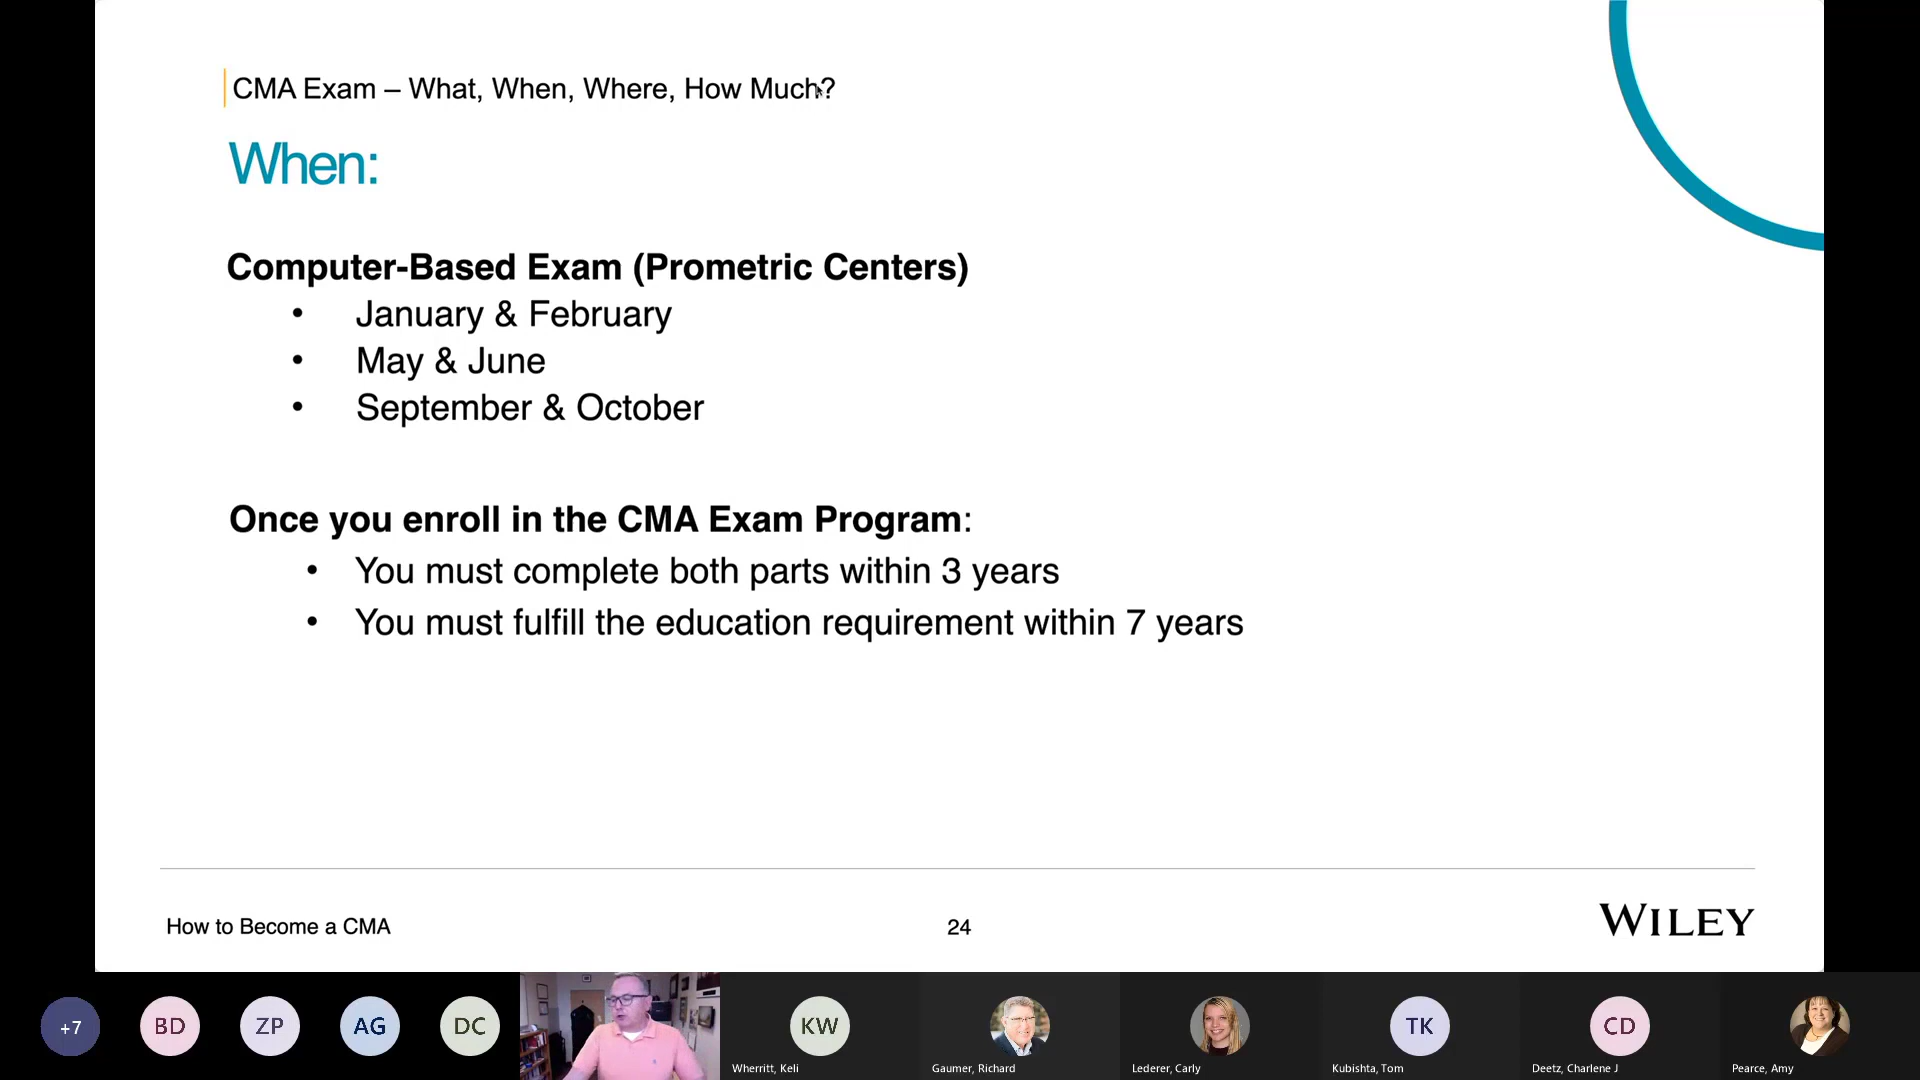 CMA Exam – What, When, Where, How Much?
When:
Computer-Based Exam (Prometric Centers)
• January & February
• May & June
• September & October
Once you enroll in the CMA Exam Program:
• You must complete both parts within 3 years
• You must fulfill the education requirement within 7 years
How to Become a CMA
24
WILEY
+7
BD
ZP
AG
DC
KW
TK
CD
Wherritt, Keli
Gaumer, Richard
Lederer, Carly
Kubishta, Tom
Deetz, Charlene J
Pearce, Amy